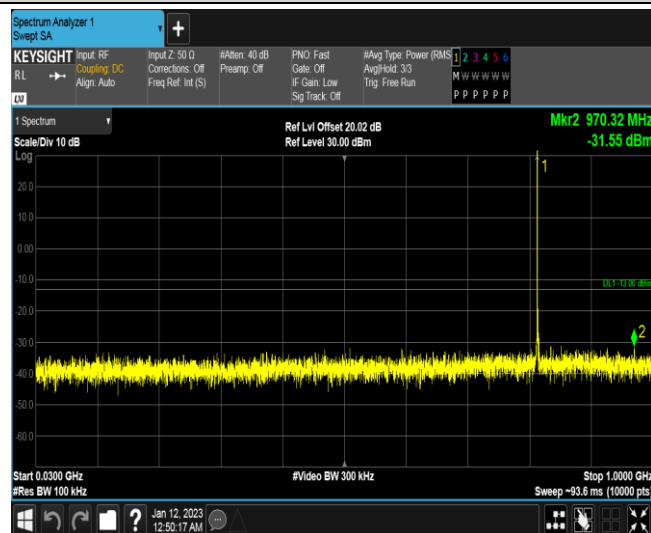 Spectrum Analyzer 1
Swept SA
+
KEYSIGHT
RL
LXI
Input: RF
Coupling: DC
Align: Auto
Input Z: 50 Ω
Corrections: Off
Freq Ref: Int (S)
#Atten: 40 dB
Preamp: Off
PNO: Fast
Gate: Off
IF Gain: Low
Sig Track: Off
#Avg Type: Power (RMS
Avg|Hold: 3/3
Trig: Free Run
1 2 3 4 5 6
M W W W W W
P P P P P P
1 Spectrum
Scale/Div 10 dB
Ref Lvl Offset 20.02 dB
Ref Level 30.00 dBm
Mkr2 970.32 MHz
-31.55 dBm
Log
1
20.0
10.0
0.00
-10.0
DL1 -13.00 dBm
-20.0
-30.0
2
-40.0
-50.0
-60.0
Start 0.0300 GHz
#Video BW 300 kHz
Stop 1.0000 GHz
#Res BW 100 kHz
Sweep ~93.6 ms (10000 pts)
?
Jan 12, 2023
12:50:17 AM